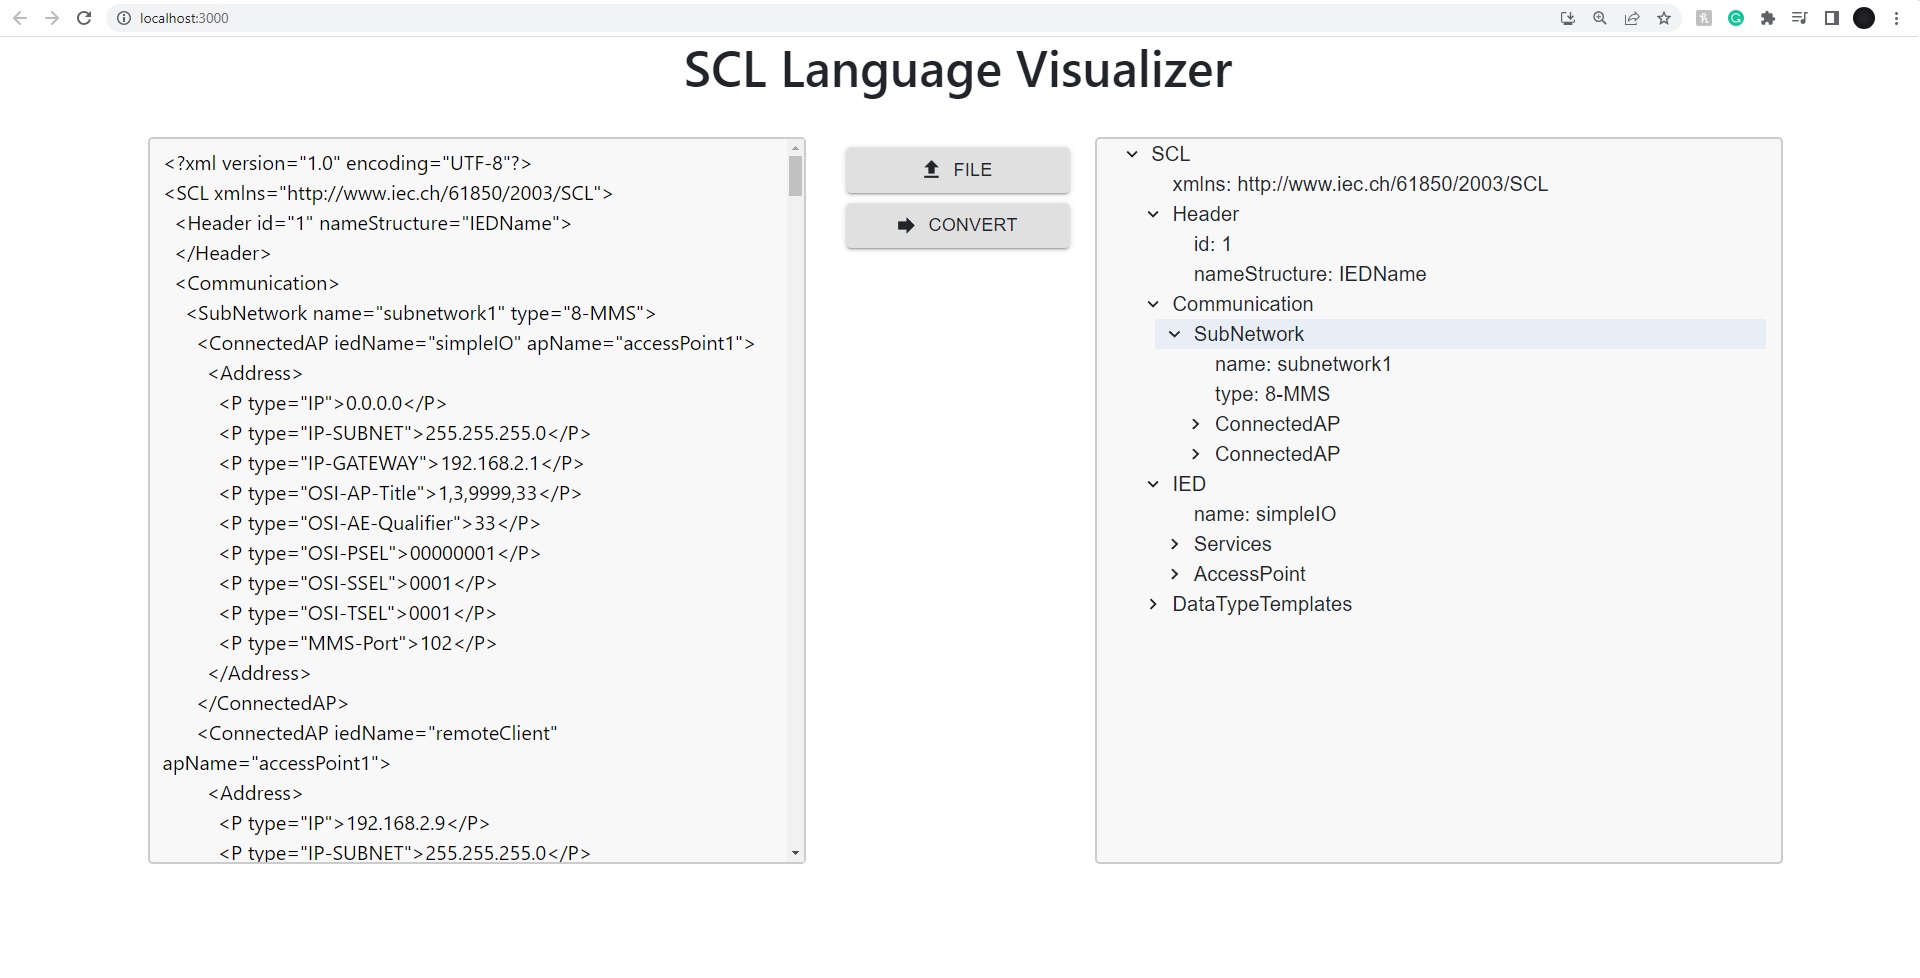 localhost:3000
SCL Language Visualizer
<?xml version="1.0" encoding="UTF-8"?>
<SCL xmlns="http://www.iec.ch/61850/2003/SCL">
<Header id="1" nameStructure="IEDName">
</Header>
<Communication>
<SubNetwork name="subnetwork1" type="8-MMS">
<ConnectedAP iedName="simpleIO" apName="accessPoint1">
<Address>
<P type="IP">0.0.0.0</P>
<P type="IP-SUBNET">255.255.255.0</P>
<P type="IP-GATEWAY">192.168.2.1</P>
<P type="OSI-AP-Title">1,3,9999,33</P>
<P type="OSI-AE-Qualifier">33</P>
<P type="OSI-PSEL">00000001</P>
<P type="OSI-SSEL">0001</P>
<P type="OSI-TSEL">0001</P>
<P type="MMS-Port">102</P>
</Address>
</ConnectedAP>
<ConnectedAP iedName="remoteClient"
apName="accessPoint1">
<Address>
<P type="IP">192.168.2.9</P>
<P type="IP-SUBNET">255.255.255.0</P>
FILE
CONVERT
SCL
xmlns: http://www.iec.ch/61850/2003/SCL
Header
id: 1
nameStructure: IEDName
Communication
SubNetwork
name: subnetwork1
type: 8-MMS
ConnectedAP
ConnectedAP
IED
name: simpleIO
Services
AccessPoint
DataTypeTemplates